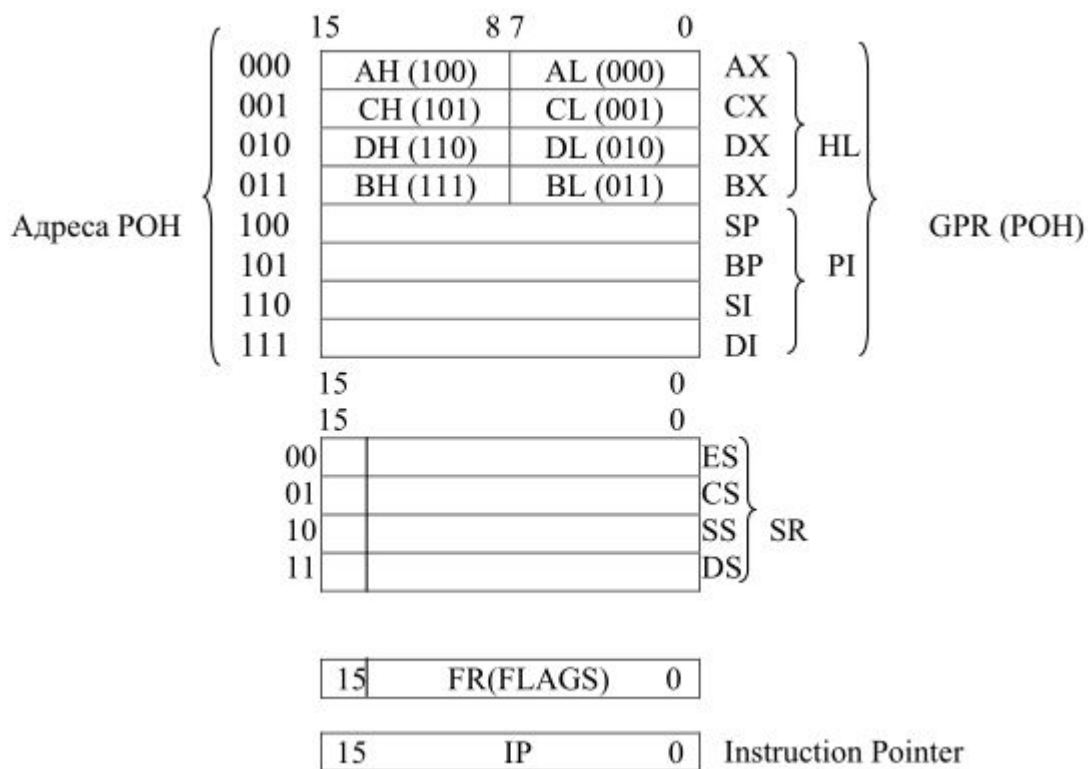 15 8 7 0
000 AH (100) AL (000) AX
001 CH (101) CL (001) CX
010 DH (110) DL (010) DX HL
011 BH (111) BL (011) BX
Адреса РОН 100 SP GPR (РОН)
101 BP PI
110 SI
111 DI
15 0
15 0
00 ES
01 CS
10 SS SR
11 DS
15 FR(FLAGS) 0
15 IP 0 Instruction Pointer